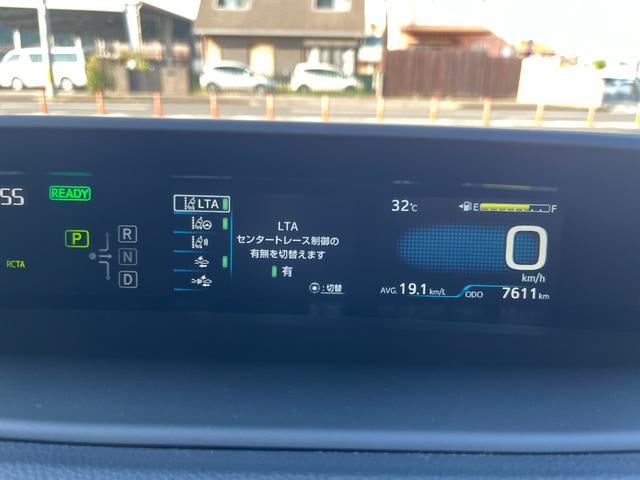 55
READY
P
R
N
D
RCTA
LTA
LTA
センタートレース制御の
有無を切替えます
有
:切替
32℃
E F
0
km/h
AVG. 19.1 km/L
ODO 7611 km